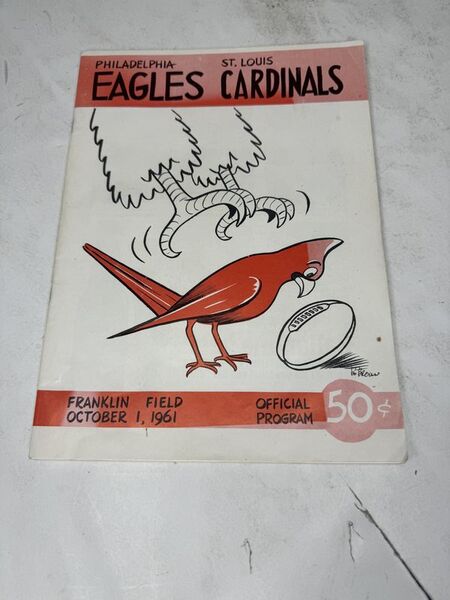 PHILADELPHIA ST. LOUIS
EAGLES CARDINALS
FRANKLIN FIELD
OCTOBER 1, 1961
OFFICIAL
PROGRAM
50¢